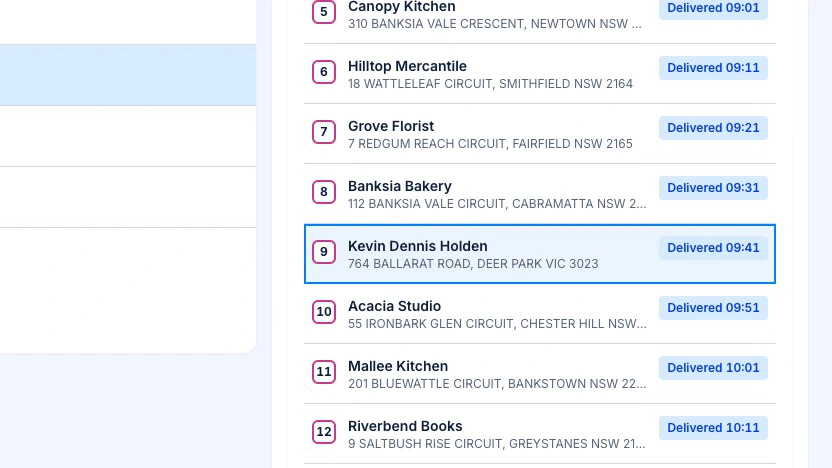 5
Canopy Kitchen
Delivered 09:01
310 BANKSIA VALE CRESCENT, NEWTOWN NSW ...
6
Hilltop Mercantile
Delivered 09:11
18 WATTLELEAF CIRCUIT, SMITHFIELD NSW 2164
7
Grove Florist
Delivered 09:21
7 REDGUM REACH CIRCUIT, FAIRFIELD NSW 2165
8
Banksia Bakery
Delivered 09:31
112 BANKSIA VALE CIRCUIT, CABRAMATTA NSW 2...
9
Kevin Dennis Holden
Delivered 09:41
764 BALLARAT ROAD, DEER PARK VIC 3023
10
Acacia Studio
Delivered 09:51
55 IRONBARK GLEN CIRCUIT, CHESTER HILL NSW...
11
Mallee Kitchen
Delivered 10:01
201 BLUEWATTLE CIRCUIT, BANKSTOWN NSW 22...
12
Riverbend Books
Delivered 10:11
9 SALTBUSH RISE CIRCUIT, GREYSTANES NSW 21...